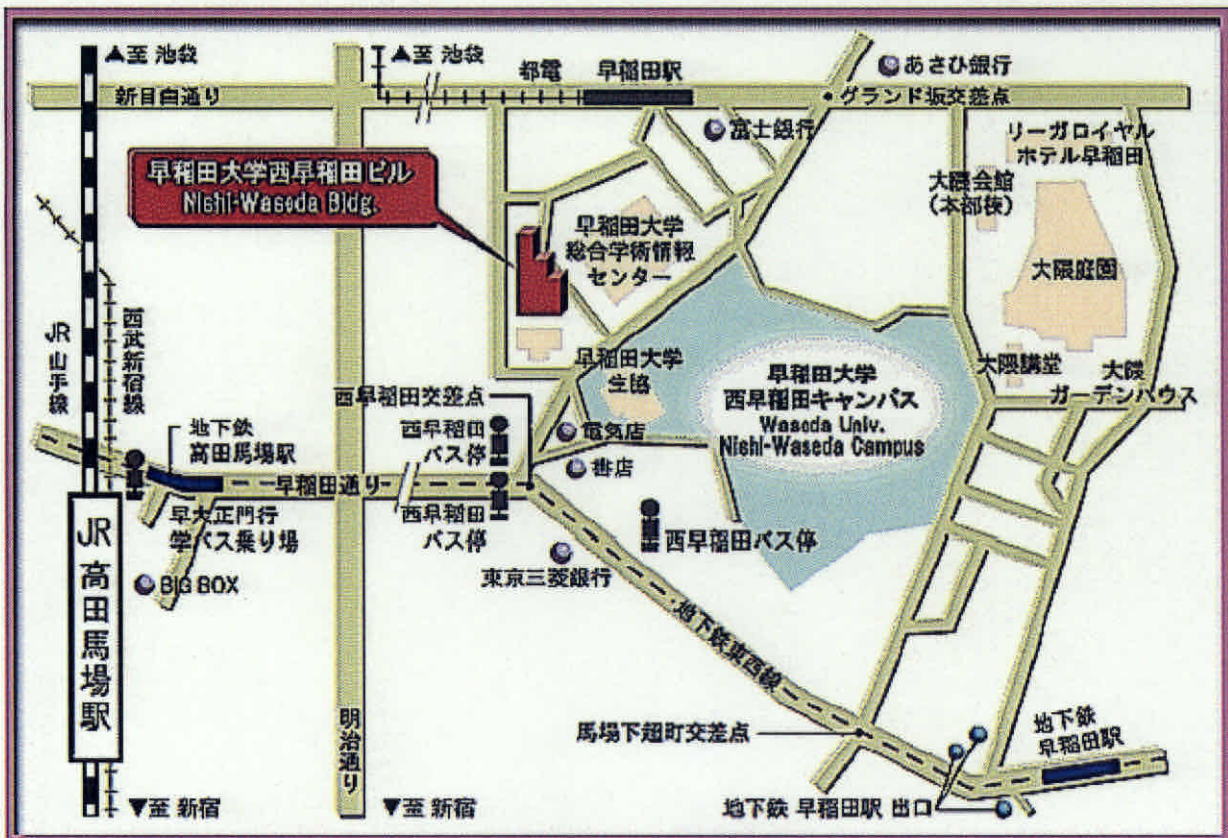 ▲至 池袋
▲至 池袋
都電
早稲田駅
あさひ銀行
新目白通り
グランド坂交差点
富士銀行
リーガロイヤル
ホテル早稲田
早稲田大学西早稲田ビル
Nishi-Waseda Bldg.
大隈会館
(本部棟)
早稲田大学
総合学術情報
センター
大隈庭園
JR山手線
西武新宿線
早稲田大学
生協
大隈講堂
大隈
ガーデンハウス
早稲田大学
西早稲田キャンパス
Waseda Univ.
Nishi-Waseda Campus
西早稲田交差点
地下鉄
高田馬場駅
西早稲田
バス停
電気店
書店
早稲田通り
西早稲田
バス停
早大正門行
学バス乗り場
西早稲田バス停
JR高田馬場駅
BIG BOX
東京三菱銀行
地下鉄東西線
明治通り
馬場下超町交差点
地下鉄
早稲田駅
▼至 新宿
▼至 新宿
地下鉄 早稲田駅 出口